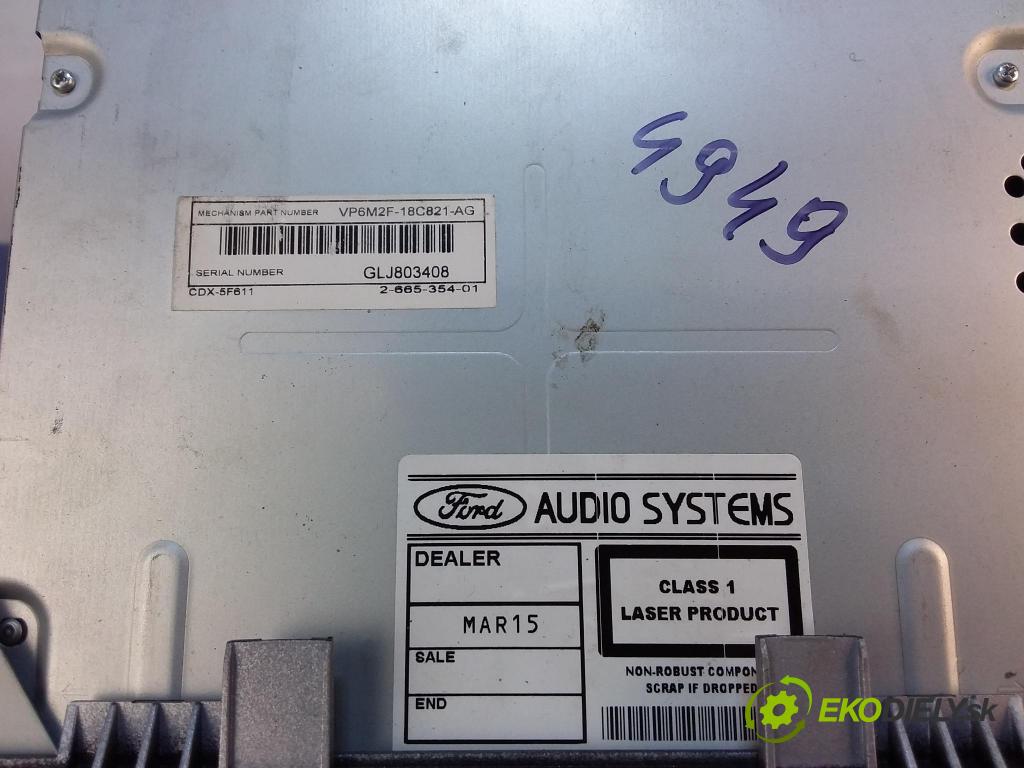 4949
MECHANISM PART NUMBER VP6M2F-18C821-AG
SERIAL NUMBER GLJ803408
CDX-5F611 2-665-354-01
Ford AUDIO SYSTEMS
DEALER
MAR15
SALE
END
CLASS 1
LASER PRODUCT
NON-ROBUST COMPON
SCRAP IF DROPPED
EKODIELY.sk